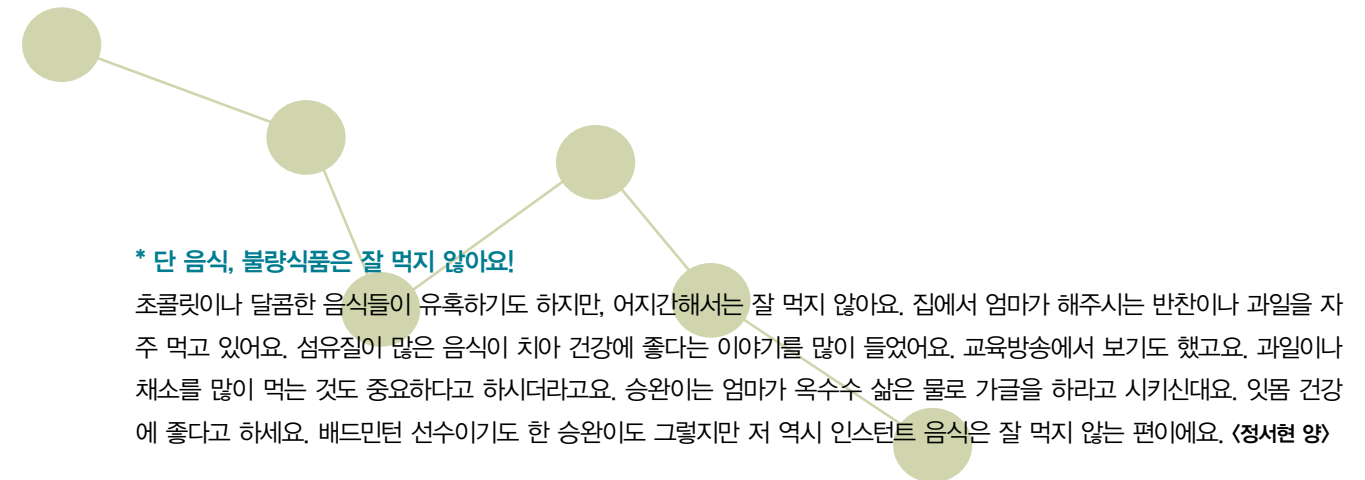 * 단 음식, 불량식품은 잘 먹지 않아요!
초콜릿이나 달콤한 음식들이 유혹하기도 하지만, 어지간해서는 잘 먹지 않아요. 집에서 엄마가 해주시는 반찬이나 과일을 자
주 먹고 있어요. 섬유질이 많은 음식이 치아 건강에 좋다는 이야기를 많이 들었어요. 교육방송에서 보기도 했고요. 과일이나
채소를 많이 먹는 것도 중요하다고 하시더라고요. 승완이는 엄마가 옥수수 삶은 물로 가글을 하라고 시키신대요. 잇몸 건강
에 좋다고 하세요. 배드민턴 선수이기도 한 승완이도 그렇지만 저 역시 인스턴트 음식은 잘 먹지 않는 편이에요. <정서현 양>